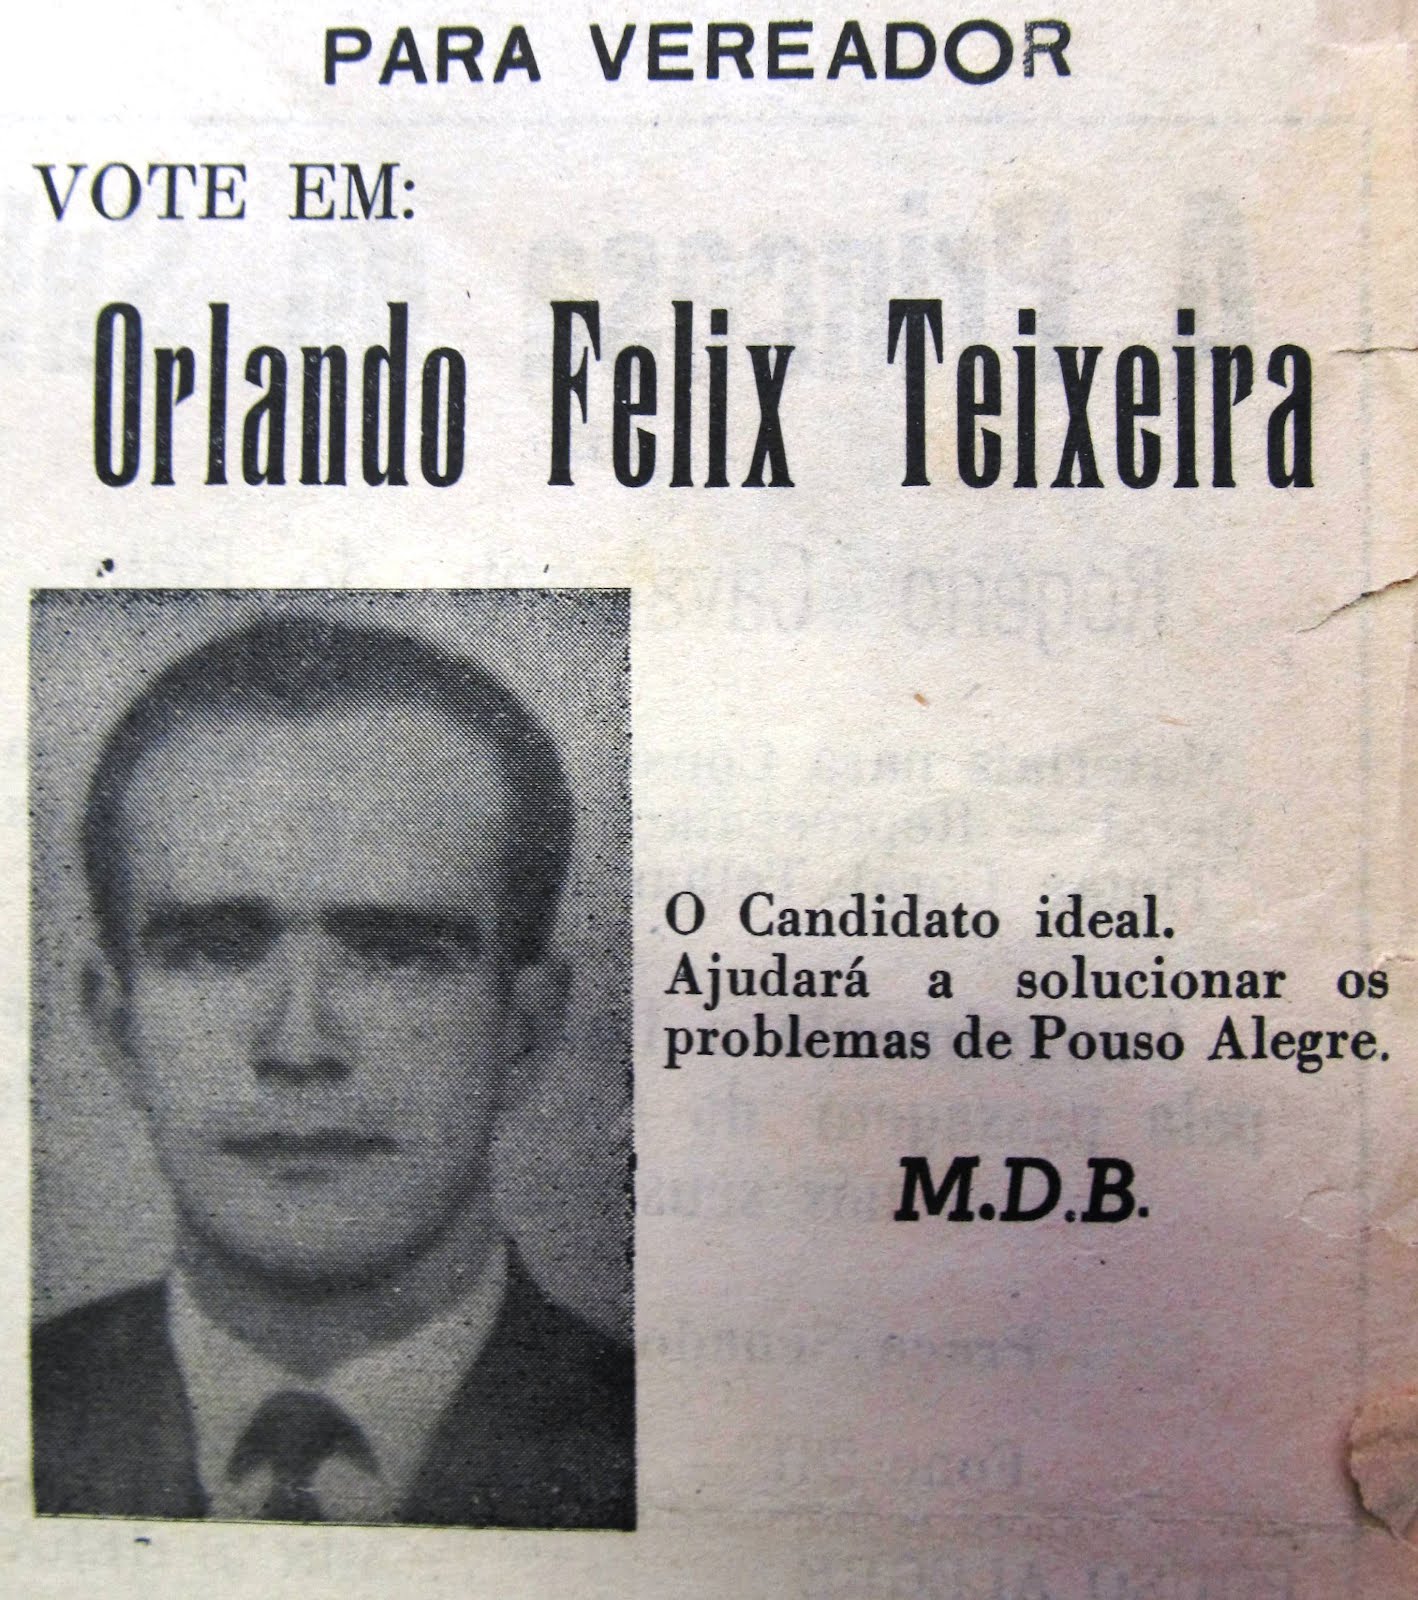 PARA VEREADOR
VOTE EM:
Orlando Felix Teixeira
O Candidato ideal.
Ajudará a solucionar os
problemas de Pouso Alegre.
M.D.B.